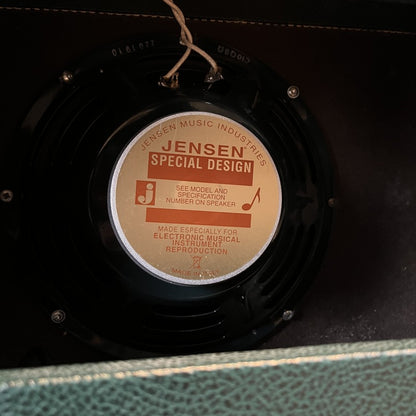 JENSEN MUSIC INDUSTRIES
JENSEN
SPECIAL DESIGN
SEE MODEL AND
SPECIFICATION
NUMBER ON SPEAKER
j
MADE ESPECIALLY FOR
ELECTRONIC MUSICAL
INSTRUMENT
REPRODUCTION